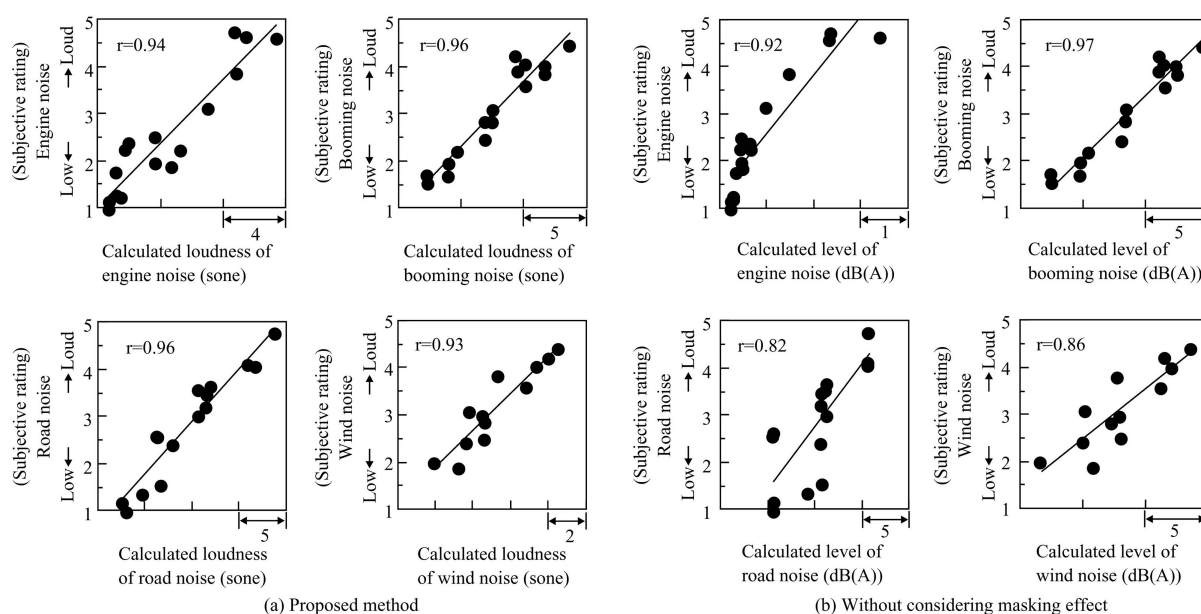 (Subjective rating)
Engine noise
Low
Loud
5
4
3
2
1
r=0.94
4
Calculated loudness of
engine noise (sone)
(Subjective rating)
Booming noise
Low
Loud
5
4
3
2
1
r=0.96
5
Calculated loudness of
booming noise (sone)
(Subjective rating)
Engine noise
Low
Loud
5
4
3
2
1
r=0.92
1
Calculated level of
engine noise (dB(A))
(Subjective rating)
Booming noise
Low
Loud
5
4
3
2
1
r=0.97
5
Calculated level of
booming noise (dB(A))
(Subjective rating)
Road noise
Low
Loud
5
4
3
2
1
r=0.96
5
Calculated loudness
of road noise (sone)
(Subjective rating)
Wind noise
Low
Loud
5
4
3
2
1
r=0.93
2
Calculated loudness
of wind noise (sone)
(Subjective rating)
Road noise
Low
Loud
5
4
3
2
1
r=0.82
5
Calculated level of
road noise (dB(A))
(Subjective rating)
Wind noise
Low
Loud
5
4
3
2
1
r=0.86
5
Calculated level of
wind noise (dB(A))
(a) Proposed method
(b) Without considering masking effect